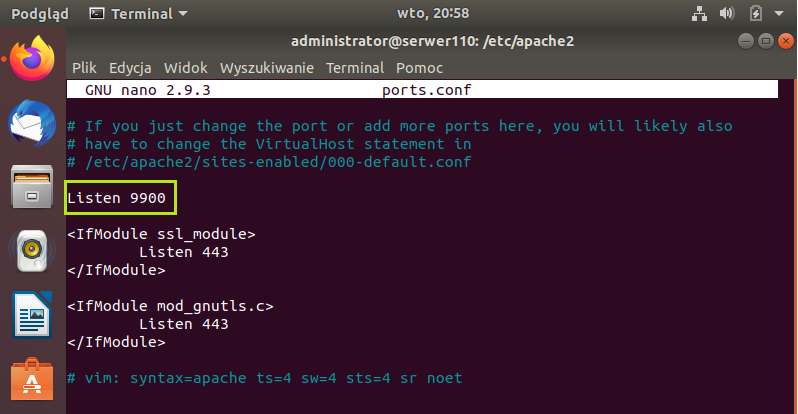 Podgląd Terminal wto, 20:58
administrator@serwer110: /etc/apache2
Plik Edycja Widok Wyszukiwanie Terminal Pomoc
GNU nano 2.9.3 ports.conf
# If you just change the port or add more ports here, you will likely also
# have to change the VirtualHost statement in
# /etc/apache2/sites-enabled/000-default.conf
Listen 9900
<IfModule ssl_module>
Listen 443
</IfModule>
<IfModule mod_gnutls.c>
Listen 443
</IfModule>
# vim: syntax=apache ts=4 sw=4 sts=4 sr noet